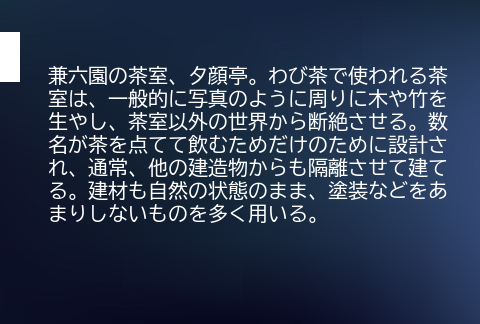 兼六園の茶室、夕顔亭。わび茶で使われる茶
室は、一般的に写真のように周りに木や竹を
生やし、茶室以外の世界から断絶させる。数
名が茶を点てて飲むためだけのために設計さ
れ、通常、他の建造物からも隔離させて建て
る。建材も自然の状態のまま、塗装などをあ
まりしないものを多く用いる。